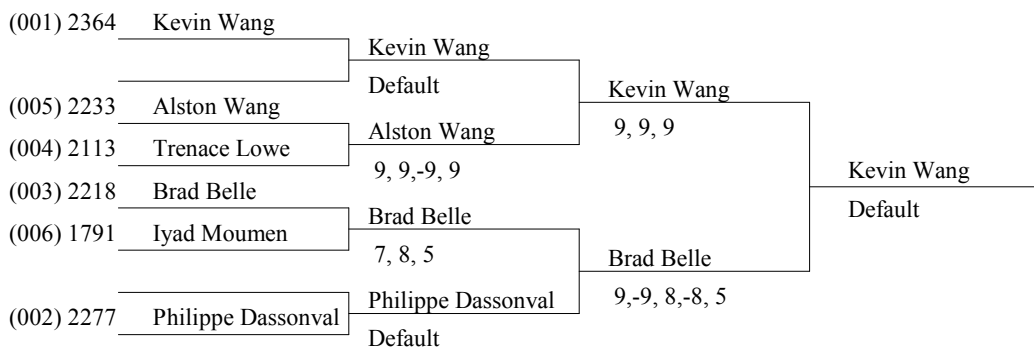 (001) 2364 Kevin Wang
Kevin Wang
Default
(005) 2233 Alston Wang
Kevin Wang
9, 9, 9
Alston Wang
(004) 2113 Trenace Lowe
9, 9,-9, 9
Kevin Wang
Default
(003) 2218 Brad Belle
Brad Belle
(006) 1791 Iyad Moumen
7, 8, 5
Brad Belle
9,-9, 8,-8, 5
Philippe Dassonval
(002) 2277 Philippe Dassonval
Default